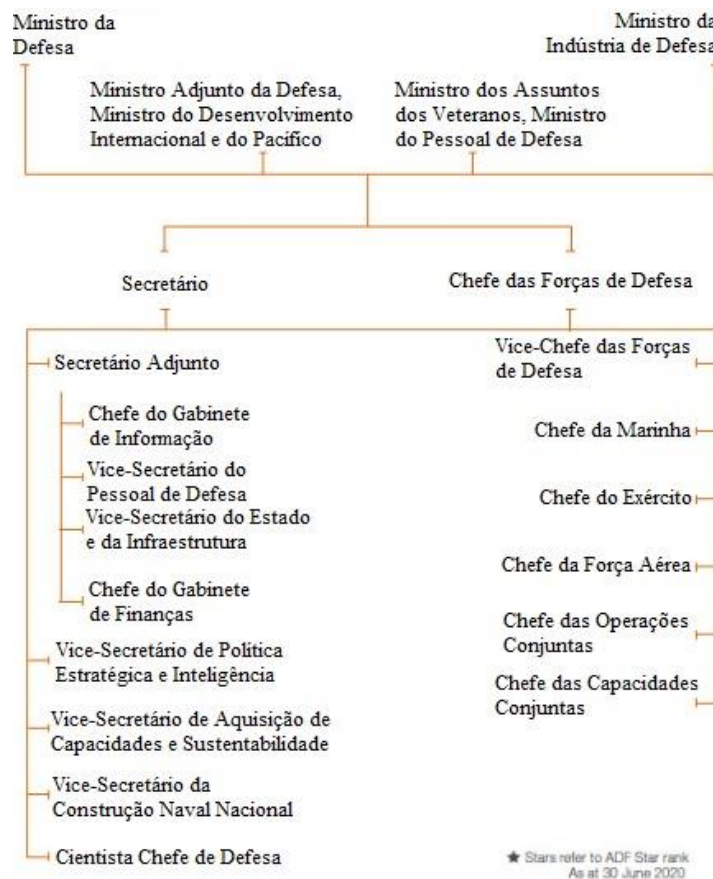 Ministro da
Defesa
Ministro da
Indústria de Defesa
Ministro Adjunto da Defesa,
Ministro do Desenvolvimento
Internacional e do Pacífico
Ministro dos Assuntos
dos Veteranos, Ministro
do Pessoal de Defesa
Secretário
Chefe das Forças de Defesa
Secretário Adjunto
Chefe do Gabinete
de Informação
Vice-Secretário do
Pessoal de Defesa
Vice-Secretário do Estado
e da Infraestrutura
Chefe do Gabinete
de Finanças
Vice-Secretário de Política
Estratégica e Inteligência
Vice-Secretário de Aquisição de
Capacidades e Sustentabilidade
Vice-Secretário da
Construção Naval Nacional
Cientista Chefe de Defesa
Vice-Chefe das Forças
de Defesa
Chefe da Marinha
Chefe do Exército
Chefe da Força Aérea
Chefe das Operações
Conjuntas
Chefe das Capacidades
Conjuntas
★ Stars refer to ADF Star rank
As at 30 June 2020